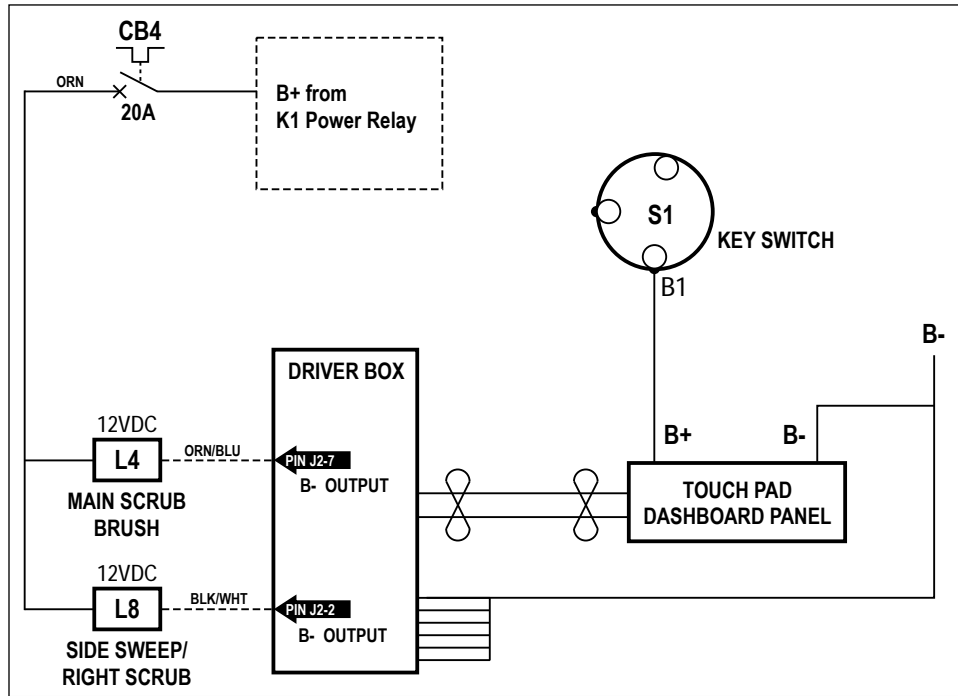 CB4
ORN
20A
B+ from
K1 Power Relay
S1
KEY SWITCH
B1
B-
DRIVER BOX
12VDC
L4
ORN/BLU
PIN J2-7
B- OUTPUT
MAIN SCRUB
BRUSH
B+
B-
TOUCH PAD
DASHBOARD PANEL
12VDC
L8
BLK/WHT
PIN J2-2
B- OUTPUT
SIDE SWEEP/
RIGHT SCRUB